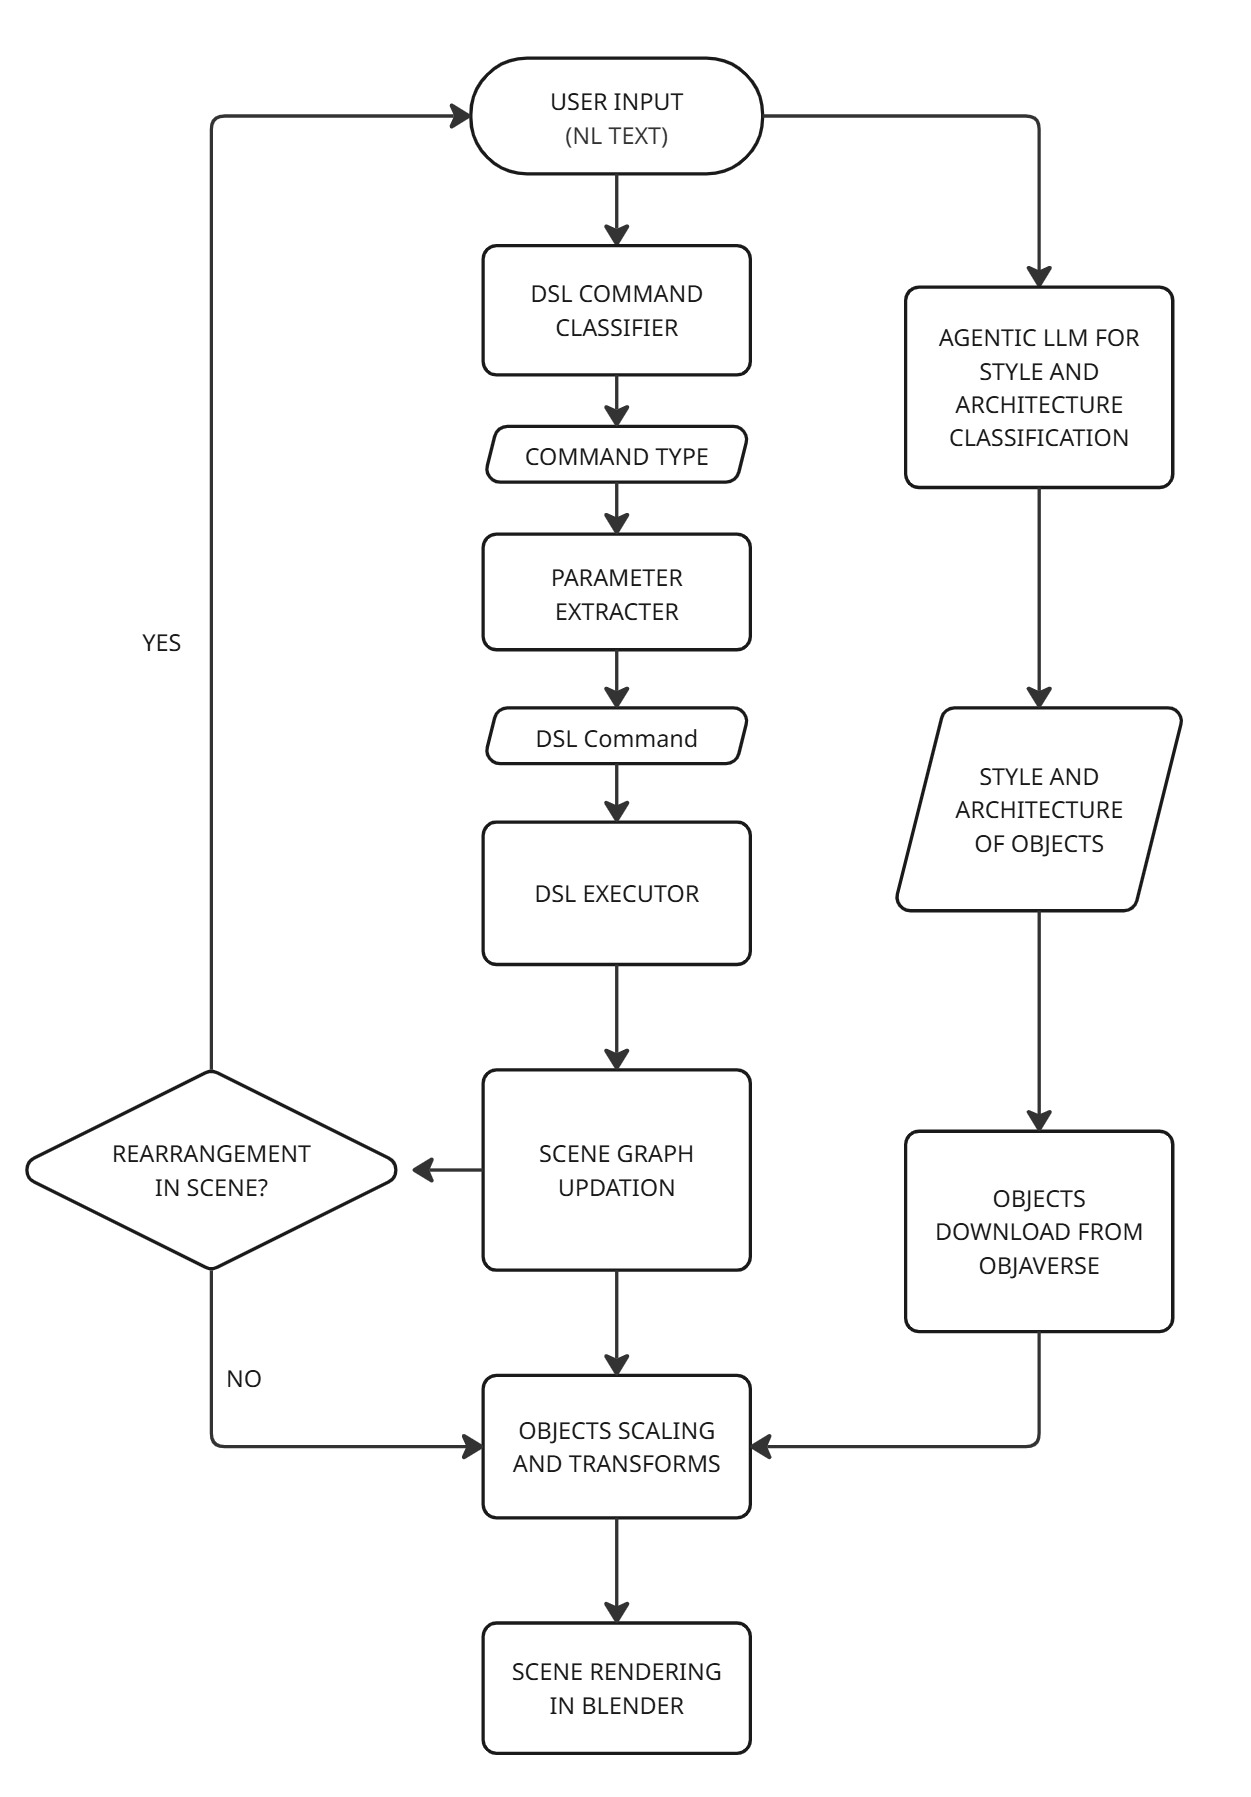 USER INPUT
(NL TEXT)
DSL COMMAND
CLASSIFIER
AGENTIC LLM FOR
STYLE AND
ARCHITECTURE
CLASSIFICATION
COMMAND TYPE
PARAMETER
EXTRACTER
YES
DSL Command
STYLE AND
ARCHITECTURE
OF OBJECTS
DSL EXECUTOR
REARRANGEMENT
IN SCENE?
SCENE GRAPH
UPDATION
OBJECTS
DOWNLOAD FROM
OBJAVERSE
NO
OBJECTS SCALING
AND TRANSFORMS
SCENE RENDERING
IN BLENDER